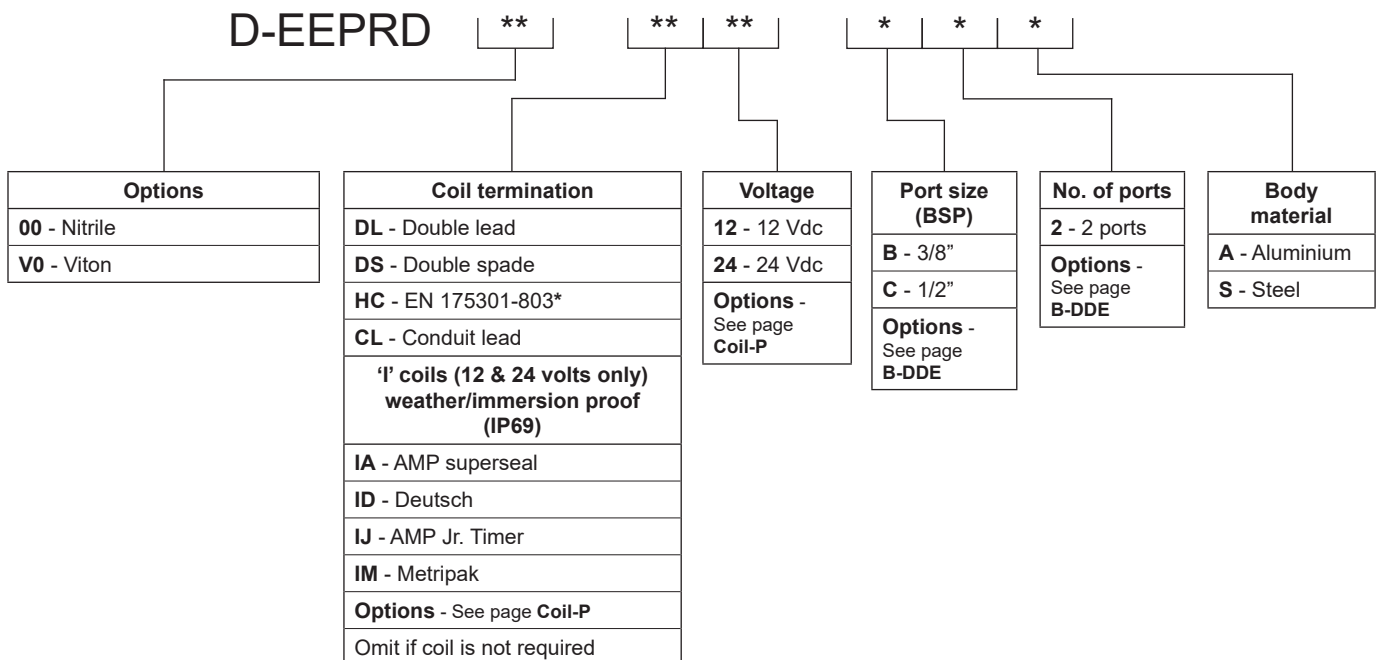 D-EEPRD ** ** ** * * *
Options
00 - Nitrile
V0 - Viton
Coil termination
DL - Double lead
DS - Double spade
HC - EN 175301-803*
CL - Conduit lead
‘I’ coils (12 & 24 volts only)
weather/immersion proof
(IP69)
IA - AMP superseal
ID - Deutsch
IJ - AMP Jr. Timer
IM - Metripak
Options - See page Coil-P
Omit if coil is not required
Voltage
12 - 12 Vdc
24 - 24 Vdc
Options -
See page
Coil-P
Port size
(BSP)
B - 3/8”
C - 1/2”
Options -
See page
B-DDE
No. of ports
2 - 2 ports
Options -
See page
B-DDE
Body
material
A - Aluminium
S - Steel